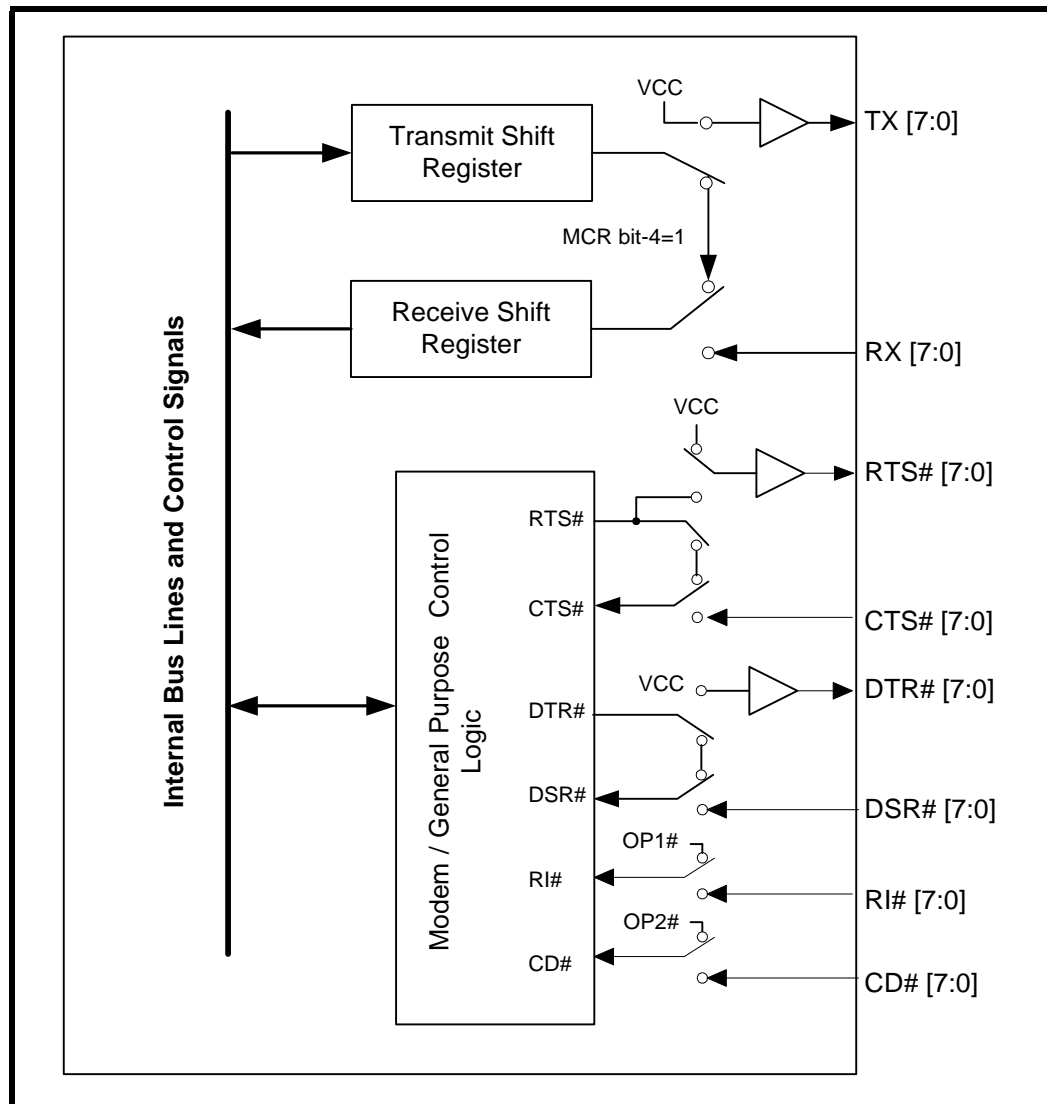 VCC
TX [7:0]
Transmit Shift
Register
MCR bit-4=1
Receive Shift
Register
RX [7:0]
Internal Bus Lines and Control Signals
VCC
RTS# [7:0]
RTS#
CTS#
CTS# [7:0]
Modem / General Purpose Control
Logic
VCC
DTR# [7:0]
DTR#
DSR#
DSR# [7:0]
OP1#
RI#
RI# [7:0]
OP2#
CD#
CD# [7:0]